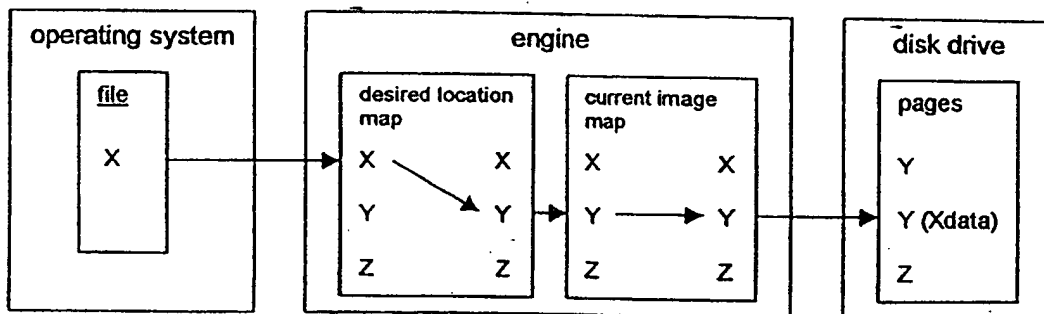 operating system
file
X
engine
desired location
map
X X
Y Y
Z Z
current image
map
X X
Y Y
Z Z
disk drive
pages
Y
Y (Xdata)
Z